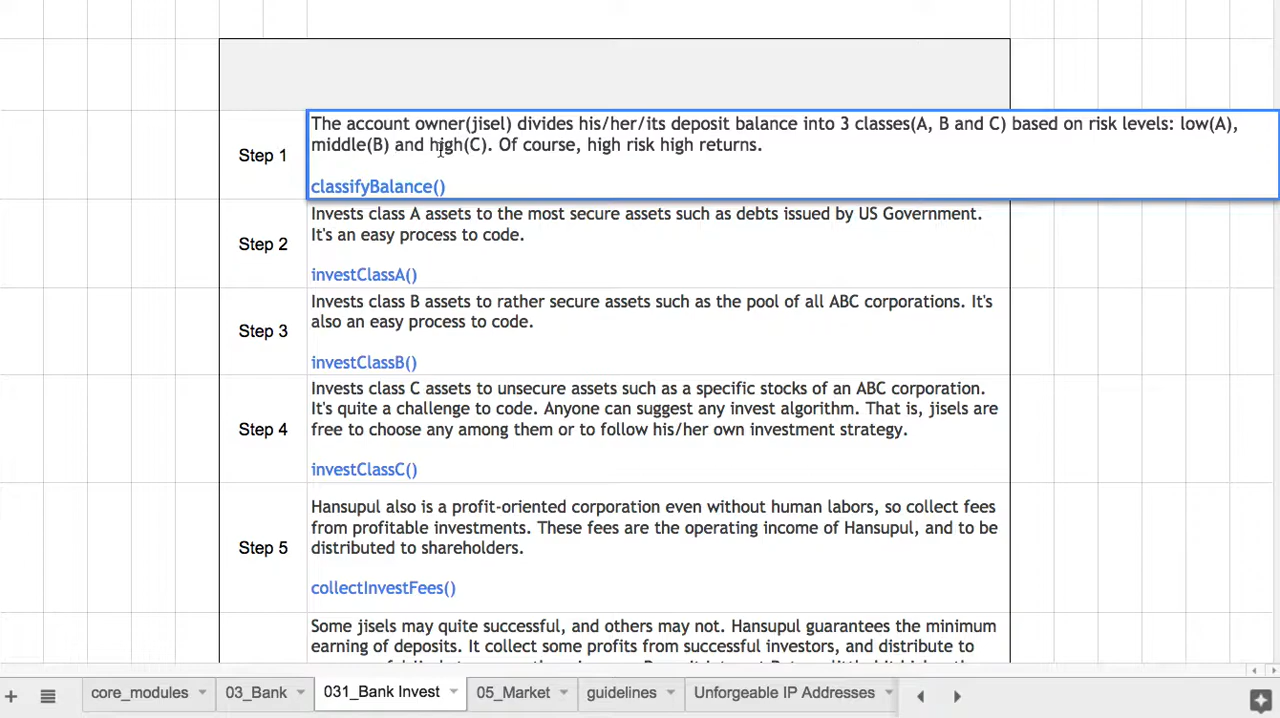 The account owner(jisel) divides his/her/its deposit balance into 3 classes(A, B and C) based on risk levels: low(A),
middle(B) and high(C). Of course, high risk high returns.
Step 1
classifyBalance()
Invests class A assets to the most secure assets such as debts issued by US Government.
It's an easy process to code.
Step 2
investClassA()
Invests class B assets to rather secure assets such as the pool of all ABC corporations. It's
also an easy process to code.
Step 3
investClassB()
Invests class C assets to unsecure assets such as a specific stocks of an ABC corporation.
It's quite a challenge to code. Anyone can suggest any invest algorithm. That is, jisels are
free to choose any among them or to follow his/her own investment strategy.
Step 4
investClassC()
Hansupul also is a profit-oriented corporation even without human labors, so collect fees
from profitable investments. These fees are the operating income of Hansupul, and to be
distributed to shareholders.
Step 5
collectInvestFees()
Some jisels may quite successful, and others may not. Hansupul guarantees the minimum
earning of deposits. It collect some profits from successful investors, and distribute to
core_modules 03_Bank 031_Bank Invest 05_Market guidelines Unforgeable IP Addresses